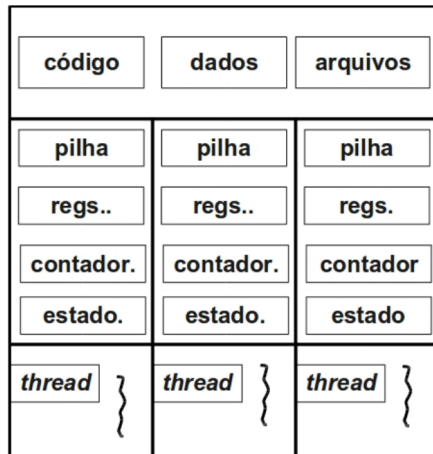 código dados arquivos
pilha pilha pilha
regs.. regs.. regs.
contador. contador. contador
estado. estado. estado
thread thread thread